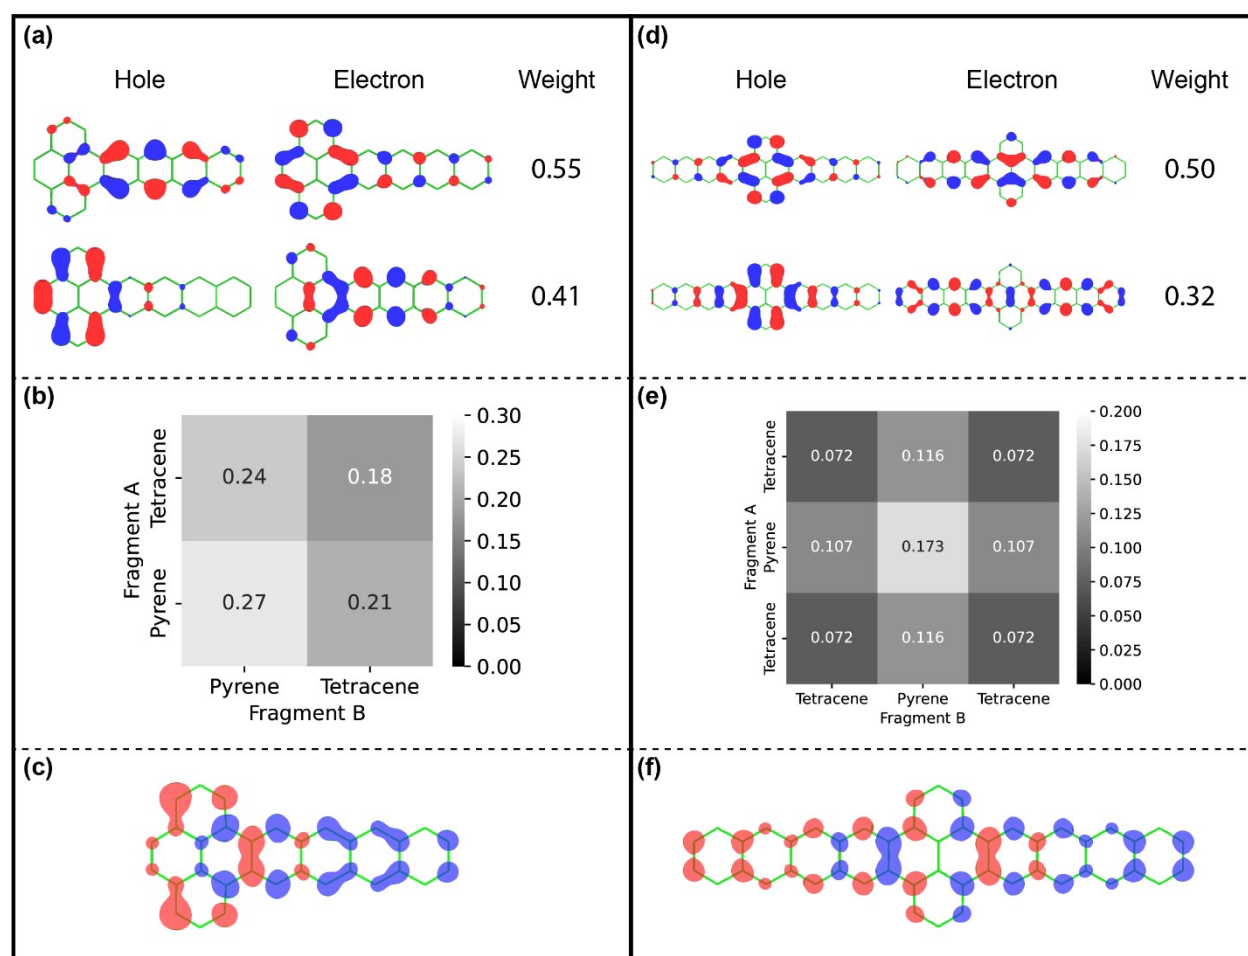 (a)
Hole Electron Weight
0.55
0.41
(b)
Fragment A
Tetracene
Pyrene
0.24 0.18
0.27 0.21
Pyrene Tetracene
Fragment B
0.30
0.25
0.20
0.15
0.10
0.05
0.00
(c)
(d)
Hole Electron Weight
0.50
0.32
(e)
Fragment A
Tetracene
Pyrene
Tetracene
0.072 0.116 0.072
0.107 0.173 0.107
0.072 0.116 0.072
Tetracene Pyrene Tetracene
Fragment B
0.200
0.175
0.150
0.125
0.100
0.075
0.050
0.025
0.000
(f)